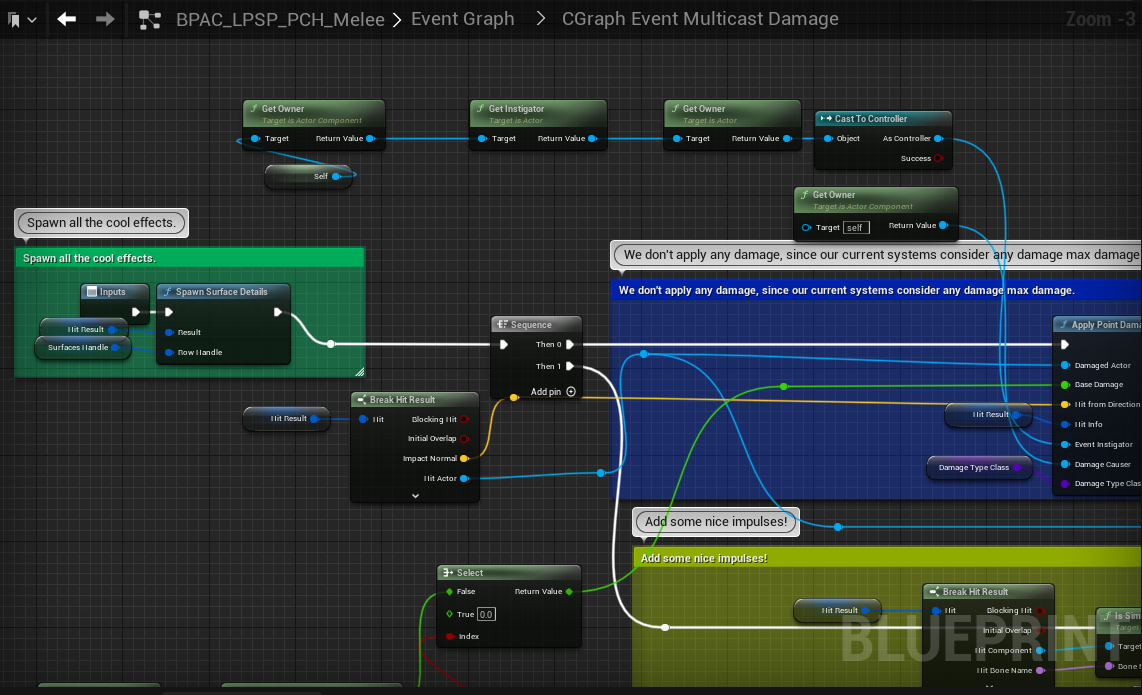 BPAC_LPSP_PCH_Melee > Event Graph > CGraph Event Multicast Damage
Zoom -3
Get Owner
Target is Actor Component
Target Return Value
Self
Get Instigator
Target is Actor
Target Return Value
Get Owner
Target is Actor
Target Return Value
Cast To Controller
Object As Controller
Success
Get Owner
Target is Actor Component
Target self Return Value
Spawn all the cool effects.
Spawn all the cool effects.
Inputs
Hit Result
Surfaces Handle
Spawn Surface Details
Result
Row Handle
We don't apply any damage, since our current systems consider any damage max damage
We don't apply any damage, since our current systems consider any damage max damage.
Sequence
Then 0
Then 1
Add pin
Hit Result
Break Hit Result
Hit Blocking Hit
Initial Overlap
Impact Normal
Hit Actor
Apply Point Dama
Damaged Actor
Base Damage
Hit from Direction
Hit Info
Event Instigator
Damage Causer
Damage Type Clas
Hit Result
Damage Type Class
Add some nice impulses!
Add some nice impulses!
Select
False Return Value
True 0.0
Index
Hit Result
Break Hit Result
Hit Blocking Hit
Initial Overlap
Hit Component
Hit Bone Name
Is Sim
Target
Target
Bone N
BLUEPRINT